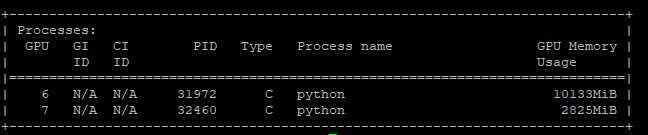 +-----------------------------------------------------------------------------+
| Processes:                                                                  |
|  GPU   GI   CI        PID   Type   Process name                  GPU Memory |
|        ID   ID                                                   Usage      |
|=============================================================================|
|    6   N/A  N/A     31972      C   python                          10133MiB |
|    7   N/A  N/A     32460      C   python                           2825MiB |
+-----------------------------------------------------------------------------+